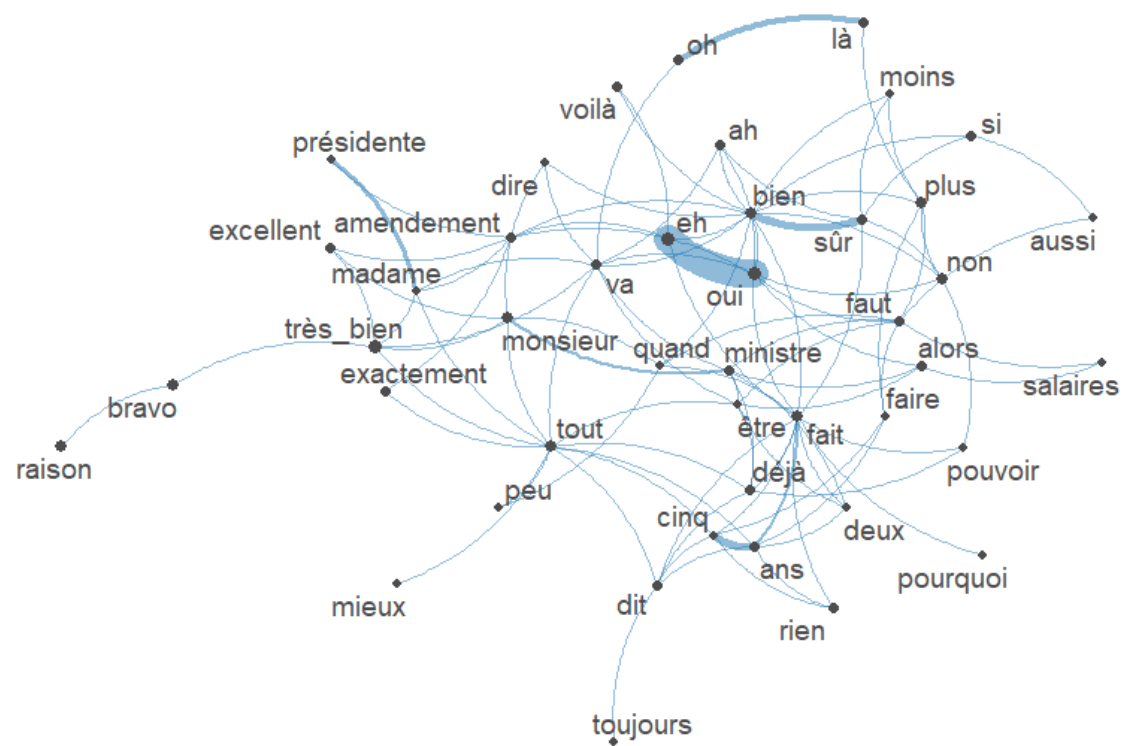 oh
là
moins
voilà
ah
si
présidente
dire
bien
plus
excellent
amendement
eh
sûr
aussi
madame
va
oui
non
faut
très_bien
monsieur
quand
ministre
alors
exactement
salaires
bravo
faire
tout
être
fait
raison
déjà
pouvoir
peu
cinq
deux
ans
pourquoi
mieux
dit
rien
toujours